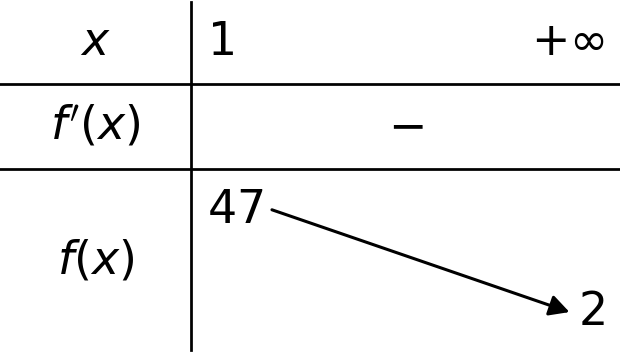 x 1 +∞
f′(x) −
47
f(x)
2